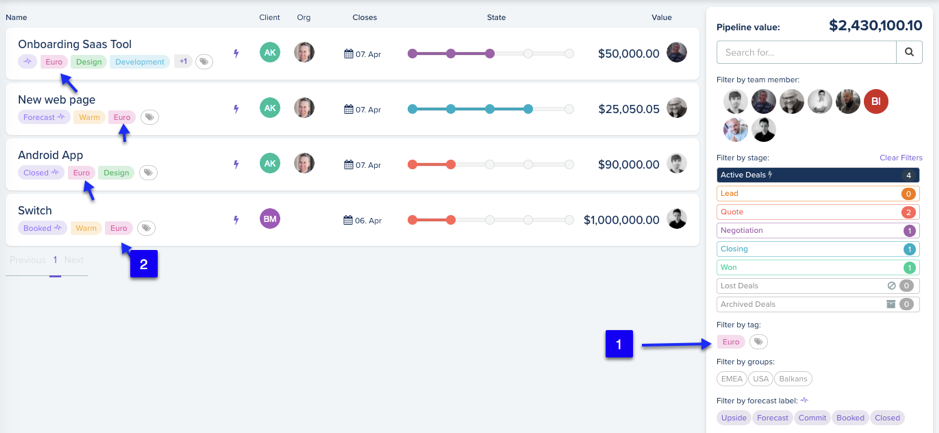 Name Client Org Closes State Value
Onboarding Saas Tool
Euro Design Development +1
AK
07. Apr
$50,000.00
New web page
Forecast Warm Euro
AK
07. Apr
$25,050.05
Android App
Closed Euro Design
AK
07. Apr
$90,000.00
Switch
Booked Warm Euro
BM
06. Apr
$1,000,000.00
Previous 1 Next
2
1
Pipeline value: $2,430,100.10
Search for...
Filter by team member:
BI
Filter by stage: Clear Filters
Active Deals 4
Lead 0
Quote 2
Negotiation 1
Closing 1
Won 1
Lost Deals 0
Archived Deals 0
Filter by tag:
Euro
Filter by groups:
EMEA USA Balkans
Filter by forecast label:
Upside Forecast Commit Booked Closed